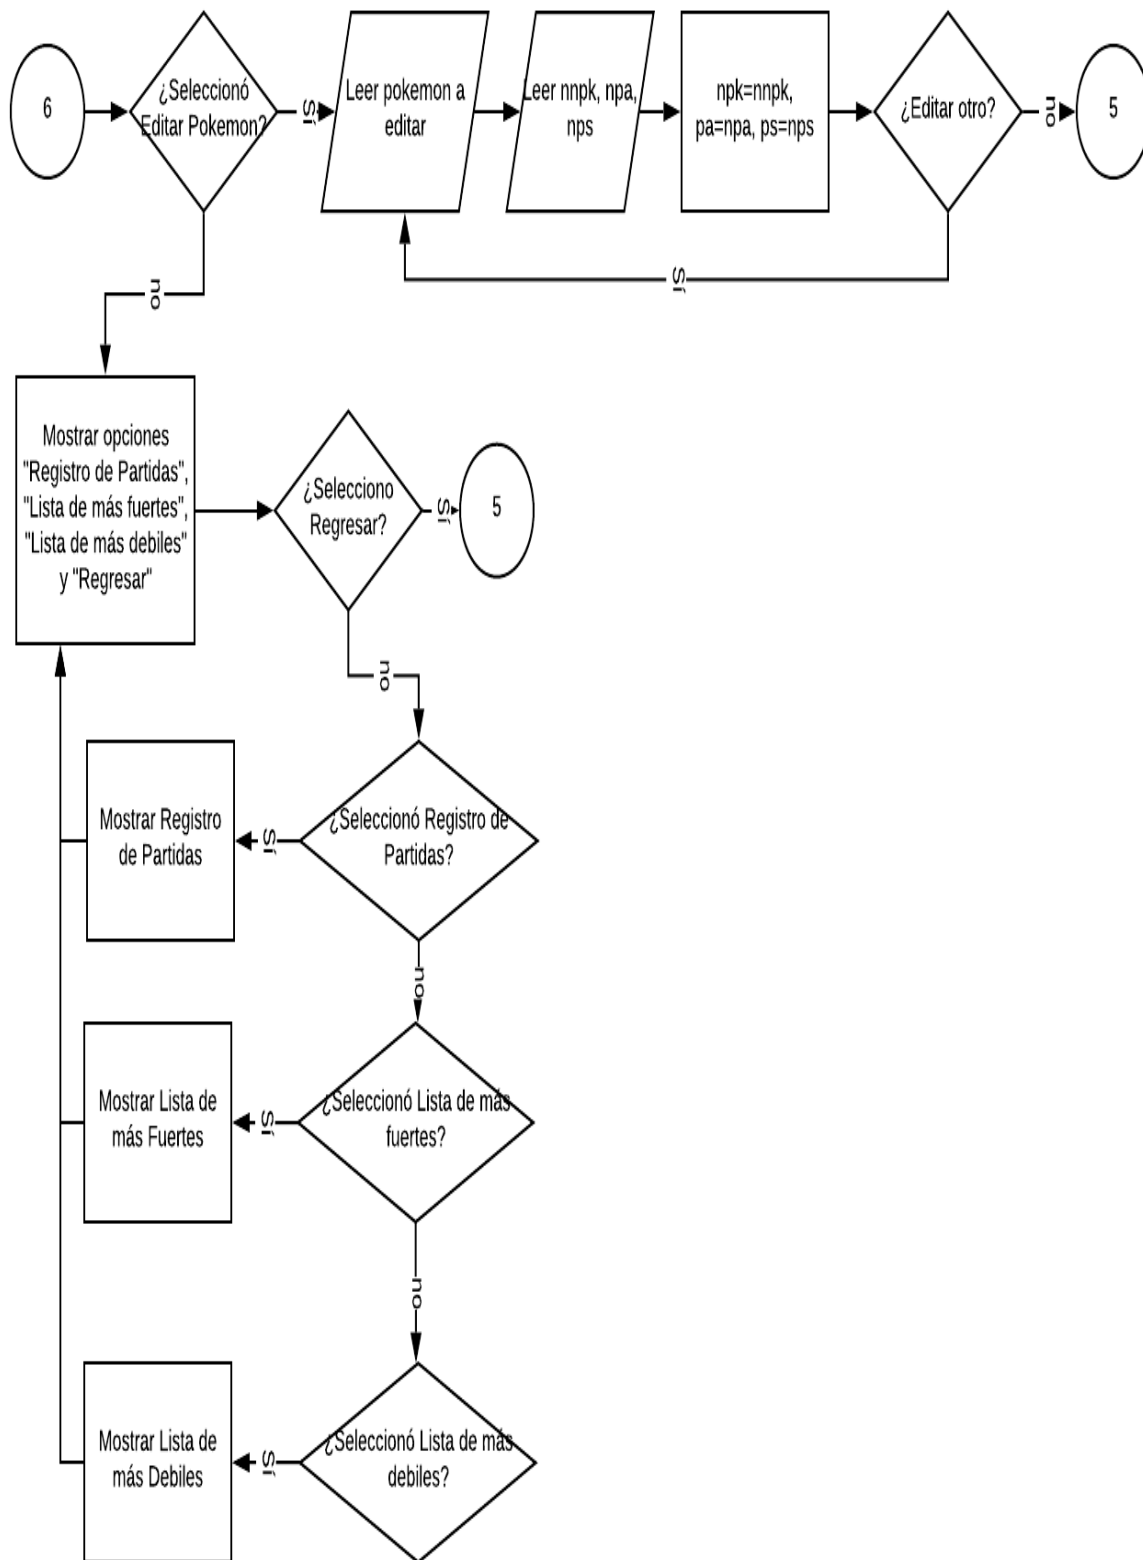 6
¿Seleccionó
Editar Pokemon?
Sí
Leer pokemon a
editar
Leer nnpk, npa,
nps
npk=nnpk,
pa=npa, ps=nps
¿Editar otro?
no
5
Sí
no
Mostrar opciones
"Registro de Partidas",
"Lista de más fuertes",
"Lista de más debiles"
y "Regresar"
¿Selecciono
Regresar?
Sí
5
no
¿Seleccionó Registro de
Partidas?
Sí
Mostrar Registro
de Partidas
no
¿Seleccionó Lista de más
fuertes?
Sí
Mostrar Lista de
más Fuertes
no
¿Seleccionó Lista de más
debiles?
Sí
Mostrar Lista de
más Debiles